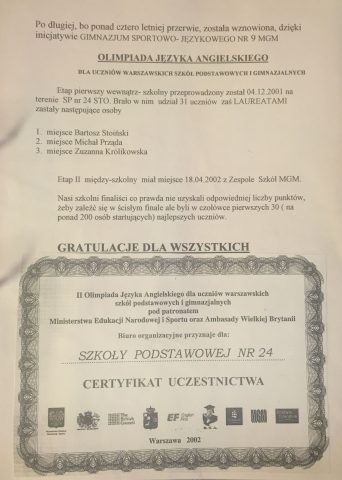 Po długiej, bo ponad cztero letniej przerwie, została wznowiona, dzięki
inicjatywie GIMNAZJUM SPORTOWO- JĘZYKOWEGO NR 9 MGM
OLIMPIADA JĘZYKA ANGIELSKIEGO
DLA UCZNIÓW WARSZAWSKICH SZKÓŁ PODSTAWOWYCH I GIMNAZJALNYCH
Etap pierwszy wewnątrz- szkolny przeprowadzony został 04.12.2001 na
terenie SP nr 24 STO. Brało w nim udział 31 uczniów zaś LAUREATAMI
zastały następujące osoby
1. miejsce Bartosz Stoiński
2. miejsce Michał Prząda
3. miejsce Zuzanna Królikowska
Etap II między-szkolny miał miejsce 18.04.2002 z Zespole Szkół MGM.
Nasi szkolni finaliści co prawda nie uzyskali odpowiedniej liczby punktów,
żeby zaleźć się w ścisłym finale ale byli w czołówce pierwszych 30 ( na
ponad 200 osób startujących) najlepszych uczniów.
GRATULACJE DLA WSZYSTKICH
II Olimpiada Języka Angielskiego dla uczniów warszawskich
szkół podstawowych i gimnazjalnych
pod patronatem
Ministerstwa Edukacji Narodowej i Sportu oraz Ambasady Wielkiej Brytanii
Biuro organizacyjne przyznaje dla:
SZKOŁY PODSTAWOWEJ NR 24
CERTYFIKAT UCZESTNICTWA
The British Council
EF
Warszawa 2002